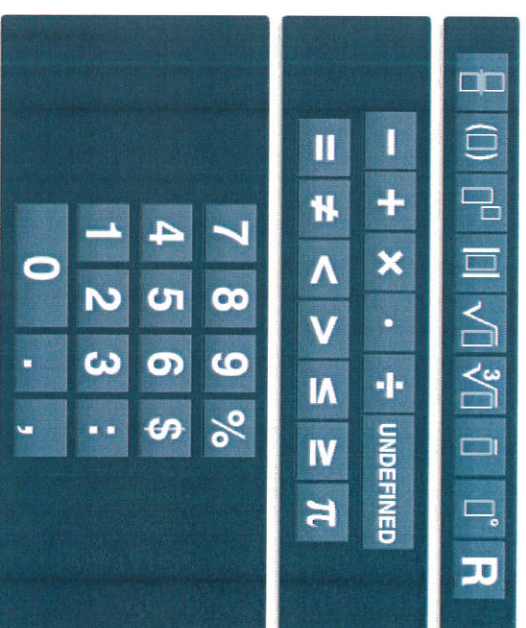 □/□ (□) □^□ |□| √□ ∛□ □̅ □° R
− + × · ÷ UNDEFINED
= ≠ < > ≤ ≥ π
7 8 9 %
4 5 6 $
1 2 3 :
0 . ,